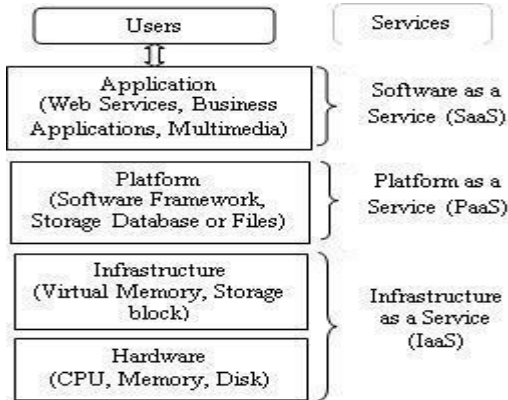 Users
Services
Application
(Web Services, Business
Applications, Multimedia)
Software as a
Service (SaaS)
Platform
(Software Framework,
Storage Database or Files)
Platform as a
Service (PaaS)
Infrastructure
(Virtual Memory, Storage
block)
Infrastructure
as a Service
(IaaS)
Hardware
(CPU, Memory, Disk)